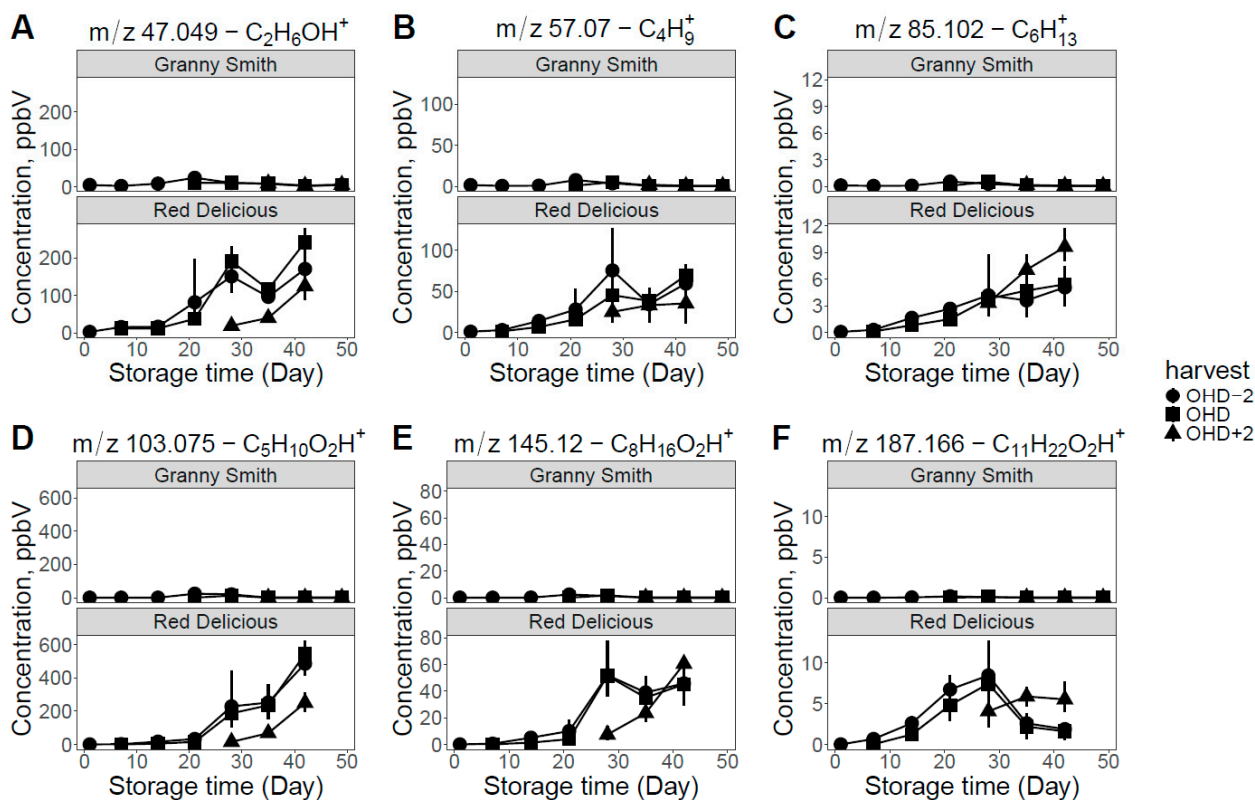 A m/z 47.049 − C₂H₆OH⁺
Granny Smith
200
100
0
Red Delicious
200
100
0
0 10 20 30 40 50
Concentration, ppbV
Storage time (Day)
B m/z 57.07 − C₄H₉⁺
Granny Smith
100
50
0
Red Delicious
100
50
0
0 10 20 30 40 50
Concentration, ppbV
Storage time (Day)
C m/z 85.102 − C₆H₁₃⁺
Granny Smith
12
9
6
3
0
Red Delicious
12
9
6
3
0
0 10 20 30 40 50
Concentration, ppbV
Storage time (Day)
harvest
OHD−2
OHD
OHD+2
D m/z 103.075 − C₅H₁₀O₂H⁺
Granny Smith
600
400
200
0
Red Delicious
600
400
200
0
0 10 20 30 40 50
Concentration, ppbV
Storage time (Day)
E m/z 145.12 − C₈H₁₆O₂H⁺
Granny Smith
80
60
40
20
0
Red Delicious
80
60
40
20
0
0 10 20 30 40 50
Concentration, ppbV
Storage time (Day)
F m/z 187.166 − C₁₁H₂₂O₂H⁺
Granny Smith
10
5
0
Red Delicious
10
5
0
0 10 20 30 40 50
Concentration, ppbV
Storage time (Day)